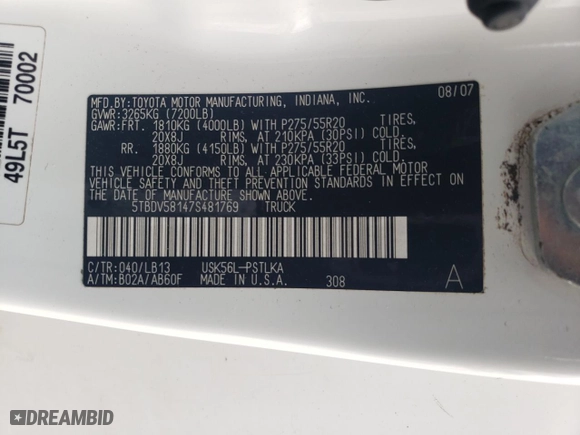 49L5T 70002
MFD.BY:TOYOTA MOTOR MANUFACTURING, INDIANA, INC. 08/07
GVWR:3265KG (7200LB)
GAWR:FRT. 1810KG (4000LB) WITH P275/55R20 TIRES,
20X8J RIMS, AT 210KPA (30PSI) COLD.
RR. 1880KG (4150LB) WITH P275/55R20 TIRES,
20X8J RIMS, AT 230KPA (33PSI) COLD.
THIS VEHICLE CONFORMS TO ALL APPLICABLE FEDERAL MOTOR
VEHICLE SAFETY STANDARDS IN EFFECT ON
THE DATE OF MANUFACTURE SHOWN ABOVE.
5TBDV58147S481769 TRUCK
C/TR:040/LB13 USK56L-PSTLKA
A/TM:B02A/AB60F MADE IN U.S.A. 308 A
DREAMBID